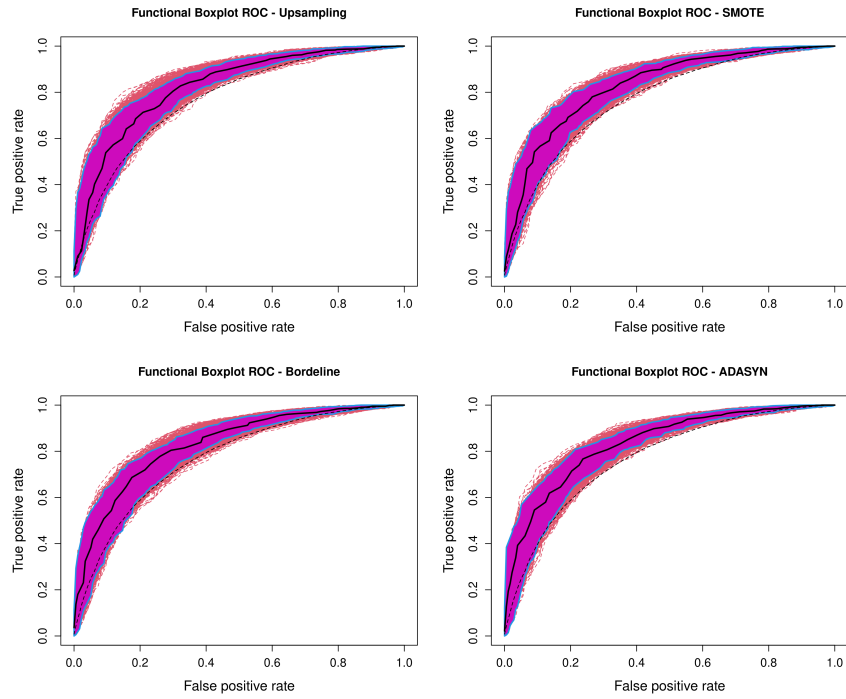 Functional Boxplot ROC - Upsampling
True positive rate
0.0 0.2 0.4 0.6 0.8 1.0
0.0 0.2 0.4 0.6 0.8 1.0
False positive rate
Functional Boxplot ROC - SMOTE
True positive rate
0.0 0.2 0.4 0.6 0.8 1.0
0.0 0.2 0.4 0.6 0.8 1.0
False positive rate
Functional Boxplot ROC - Bordeline
True positive rate
0.0 0.2 0.4 0.6 0.8 1.0
0.0 0.2 0.4 0.6 0.8 1.0
False positive rate
Functional Boxplot ROC - ADASYN
True positive rate
0.0 0.2 0.4 0.6 0.8 1.0
0.0 0.2 0.4 0.6 0.8 1.0
False positive rate